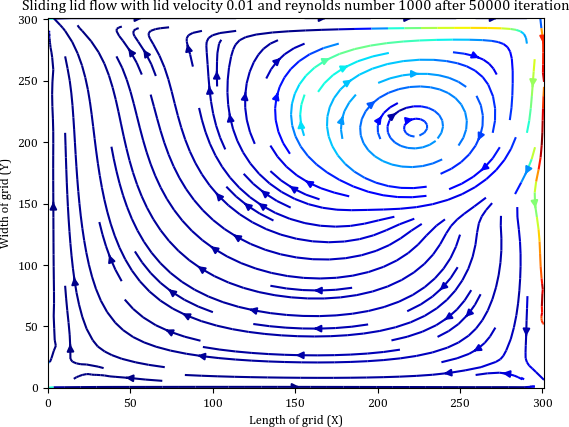 Sliding lid flow with lid velocity 0.01 and reynolds number 1000 after 50000 iteration
300
250
200
150
100
50
0
Width of grid (Y)
0 50 100 150 200 250 300
Length of grid (X)